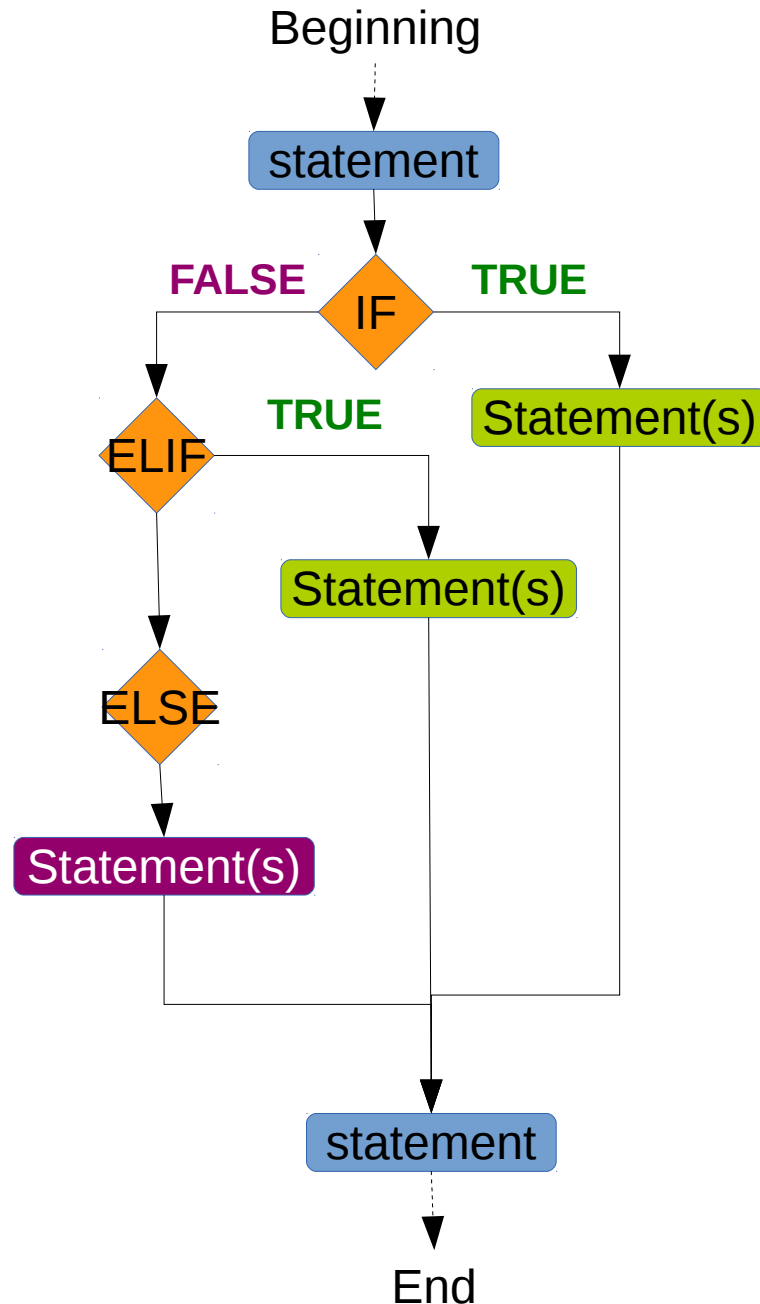 Beginning
statement
FALSE
TRUE
IF
TRUE
Statement(s)
ELIF
Statement(s)
ELSE
Statement(s)
statement
End